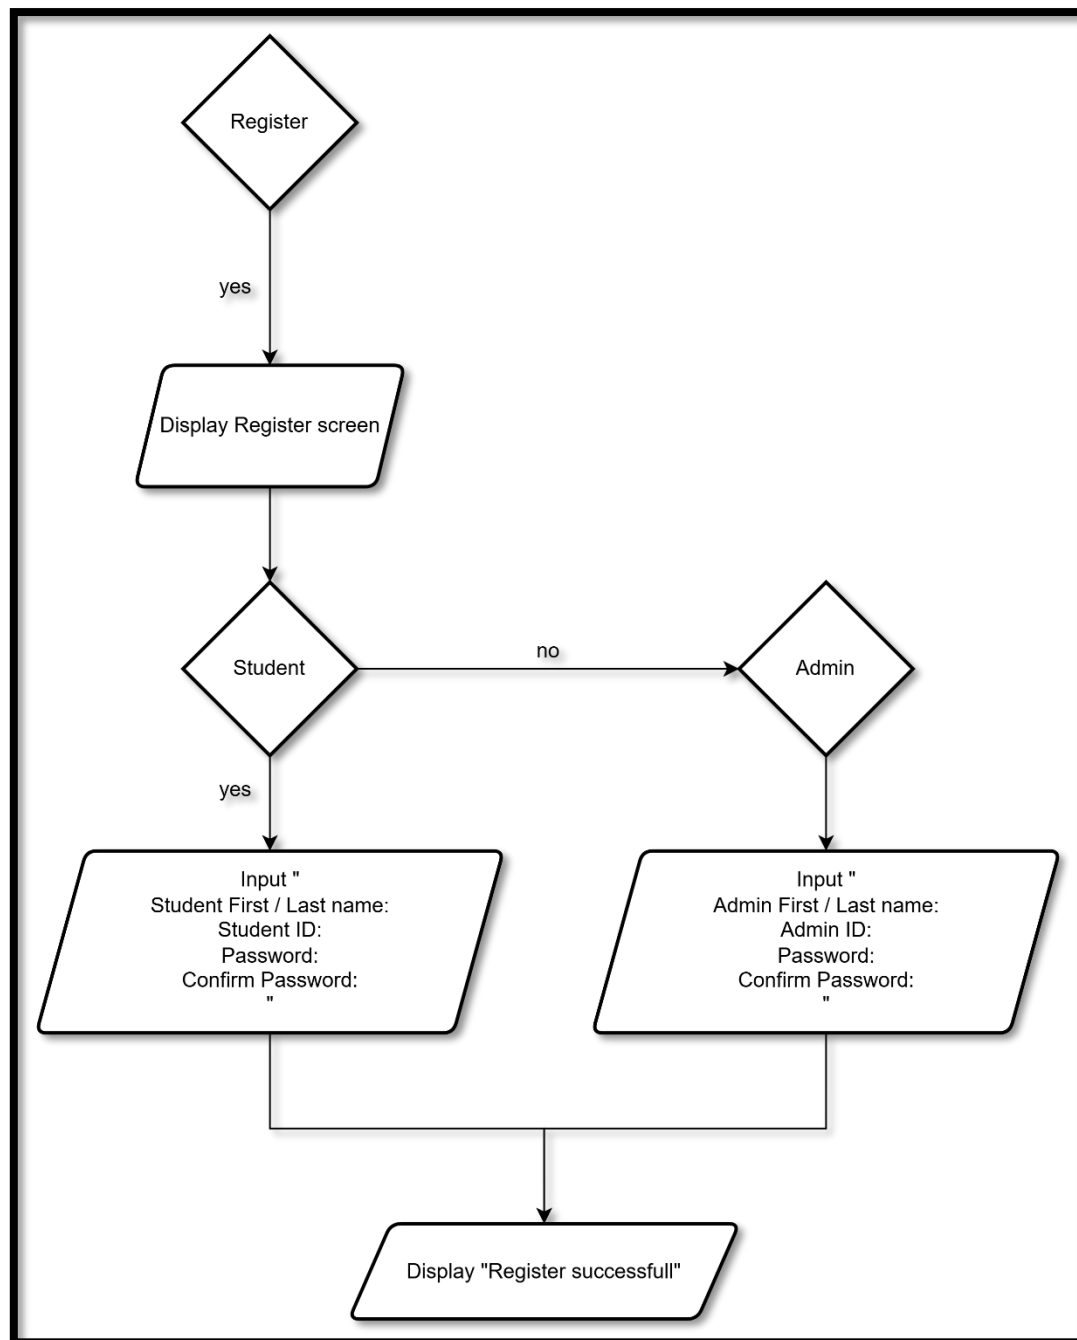 Register
yes
Display Register screen
Student
no
Admin
yes
Input "
Student First / Last name:
Student ID:
Password:
Confirm Password:
"
Input "
Admin First / Last name:
Admin ID:
Password:
Confirm Password:
"
Display "Register successfull"